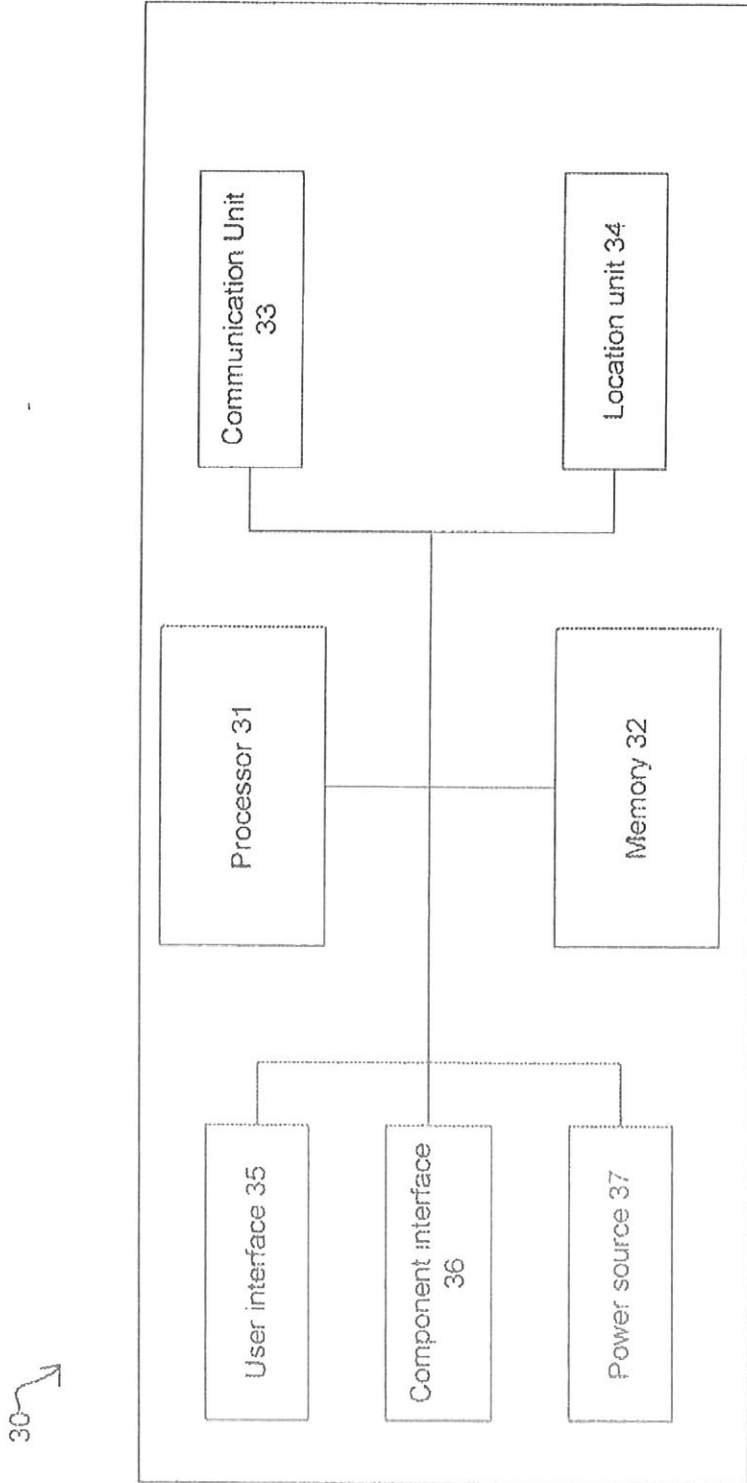 30
User interface 35
Component interface
36
Power source 37
Processor 31
Memory 32
Communication Unit
33
Location unit 34